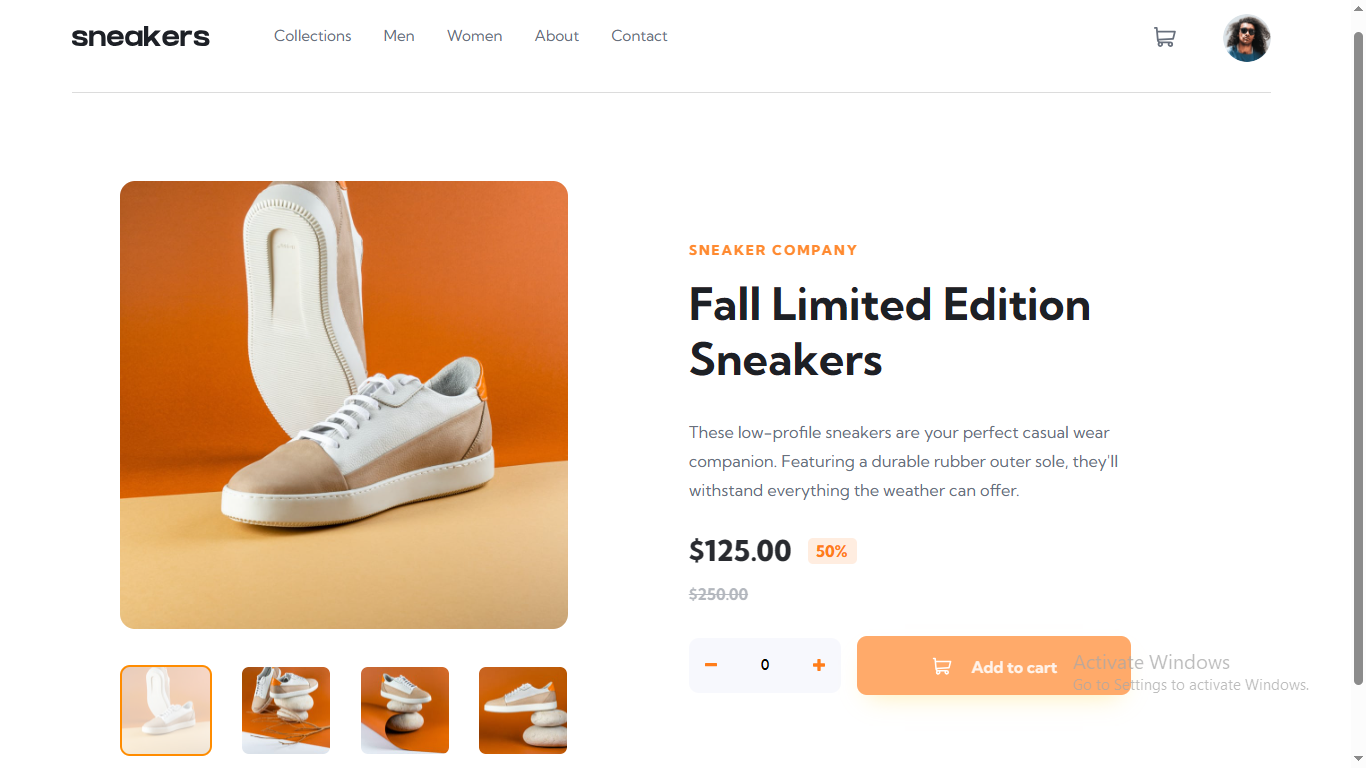 sneakers
Collections Men Women About Contact
SNEAKER COMPANY
Fall Limited Edition
Sneakers
These low-profile sneakers are your perfect casual wear
companion. Featuring a durable rubber outer sole, they'll
withstand everything the weather can offer.
$125.00 50%
$250.00
0
Add to cart
Activate Windows
Go to Settings to activate Windows.